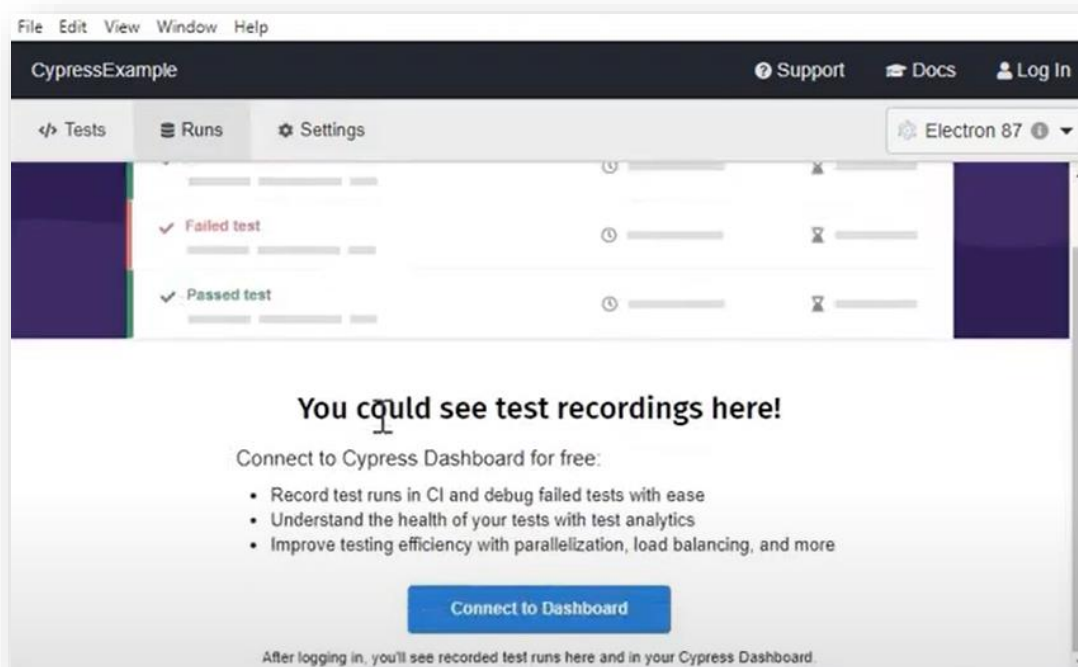 File Edit View Window Help
CypressExample Support Docs Log In
Tests Runs Settings Electron 87
Failed test
Passed test
You could see test recordings here!
Connect to Cypress Dashboard for free:
• Record test runs in CI and debug failed tests with ease
• Understand the health of your tests with test analytics
• Improve testing efficiency with parallelization, load balancing, and more
Connect to Dashboard
After logging in, you'll see recorded test runs here and in your Cypress Dashboard.